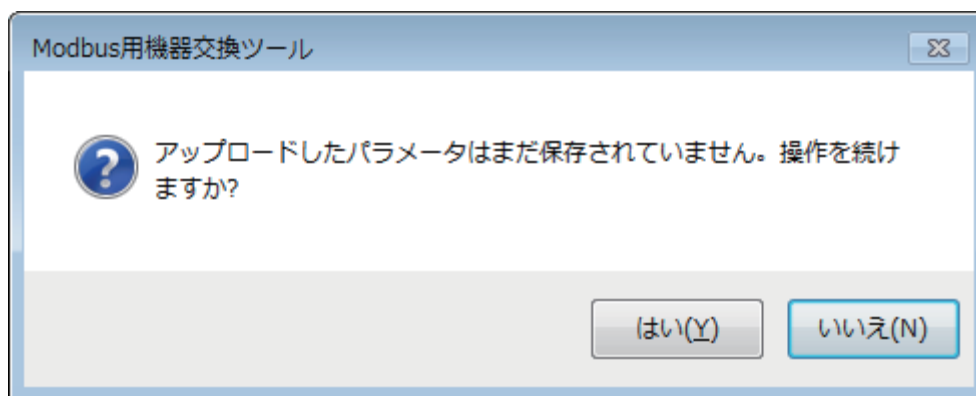 Modbus用機器交換ツール
アップロードしたパラメータはまだ保存されていません。操作を続け
ますか?
はい(Y)
いいえ(N)